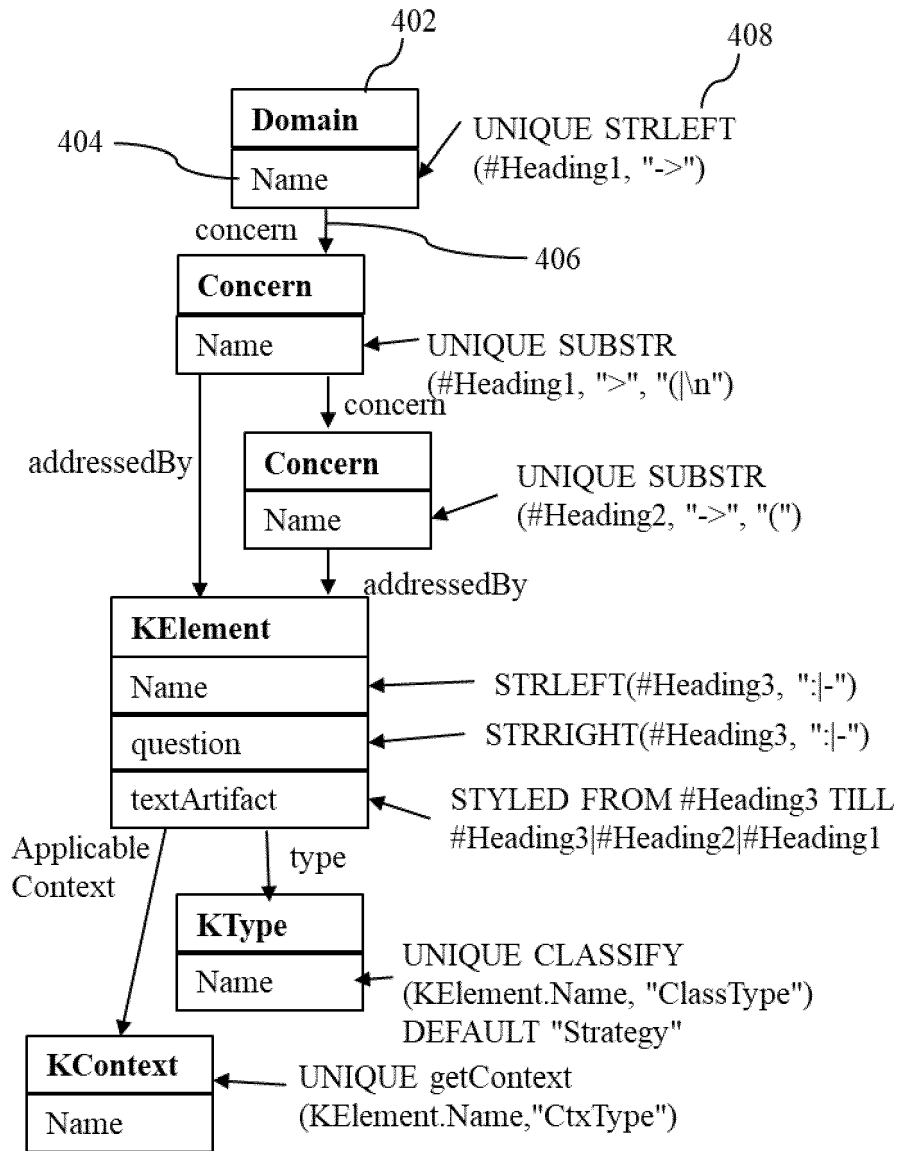 402
408
Domain
UNIQUE STRLEFT
(#Heading1, "->")
404
Name
concern
406
Concern
Name
UNIQUE SUBSTR
(#Heading1, ">", "(|\n")
concern
addressedBy
Concern
UNIQUE SUBSTR
(#Heading2, "->", "(")
Name
addressedBy
KElement
Name
STRLEFT(#Heading3, ":|-")
question
STRRIGHT(#Heading3, ":|-")
textArtifact
STYLED FROM #Heading3 TILL
#Heading3|#Heading2|#Heading1
Applicable
Context
type
KType
Name
UNIQUE CLASSIFY
(KElement.Name, "ClassType")
DEFAULT "Strategy"
KContext
Name
UNIQUE getContext
(KElement.Name,"CtxType")